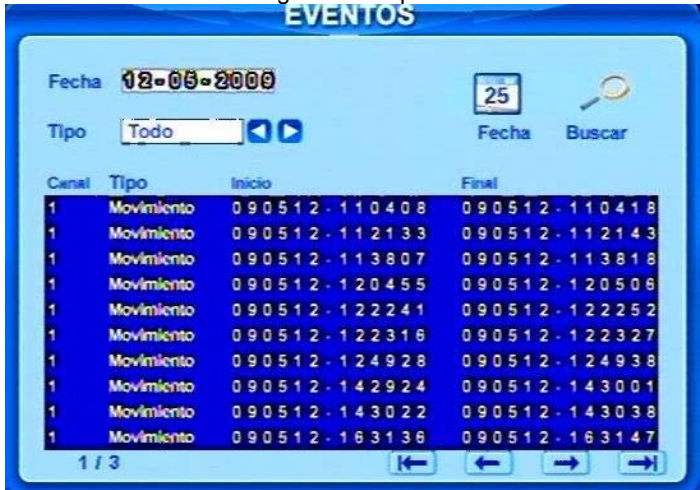 EVENTOS
Fecha 12-05-2009
25
Tipo Todo Fecha Buscar
Canal Tipo Inicio Final
1 Movimiento 090512-110408 090512-110418
1 Movimiento 090512-112133 090512-112143
1 Movimiento 090512-113807 090512-113818
1 Movimiento 090512-120455 090512-120506
1 Movimiento 090512-122241 090512-122252
1 Movimiento 090512-122316 090512-122327
1 Movimiento 090512-124928 090512-124938
1 Movimiento 090512-142924 090512-143001
1 Movimiento 090512-143022 090512-143038
1 Movimiento 090512-163136 090512-163147
1 / 3